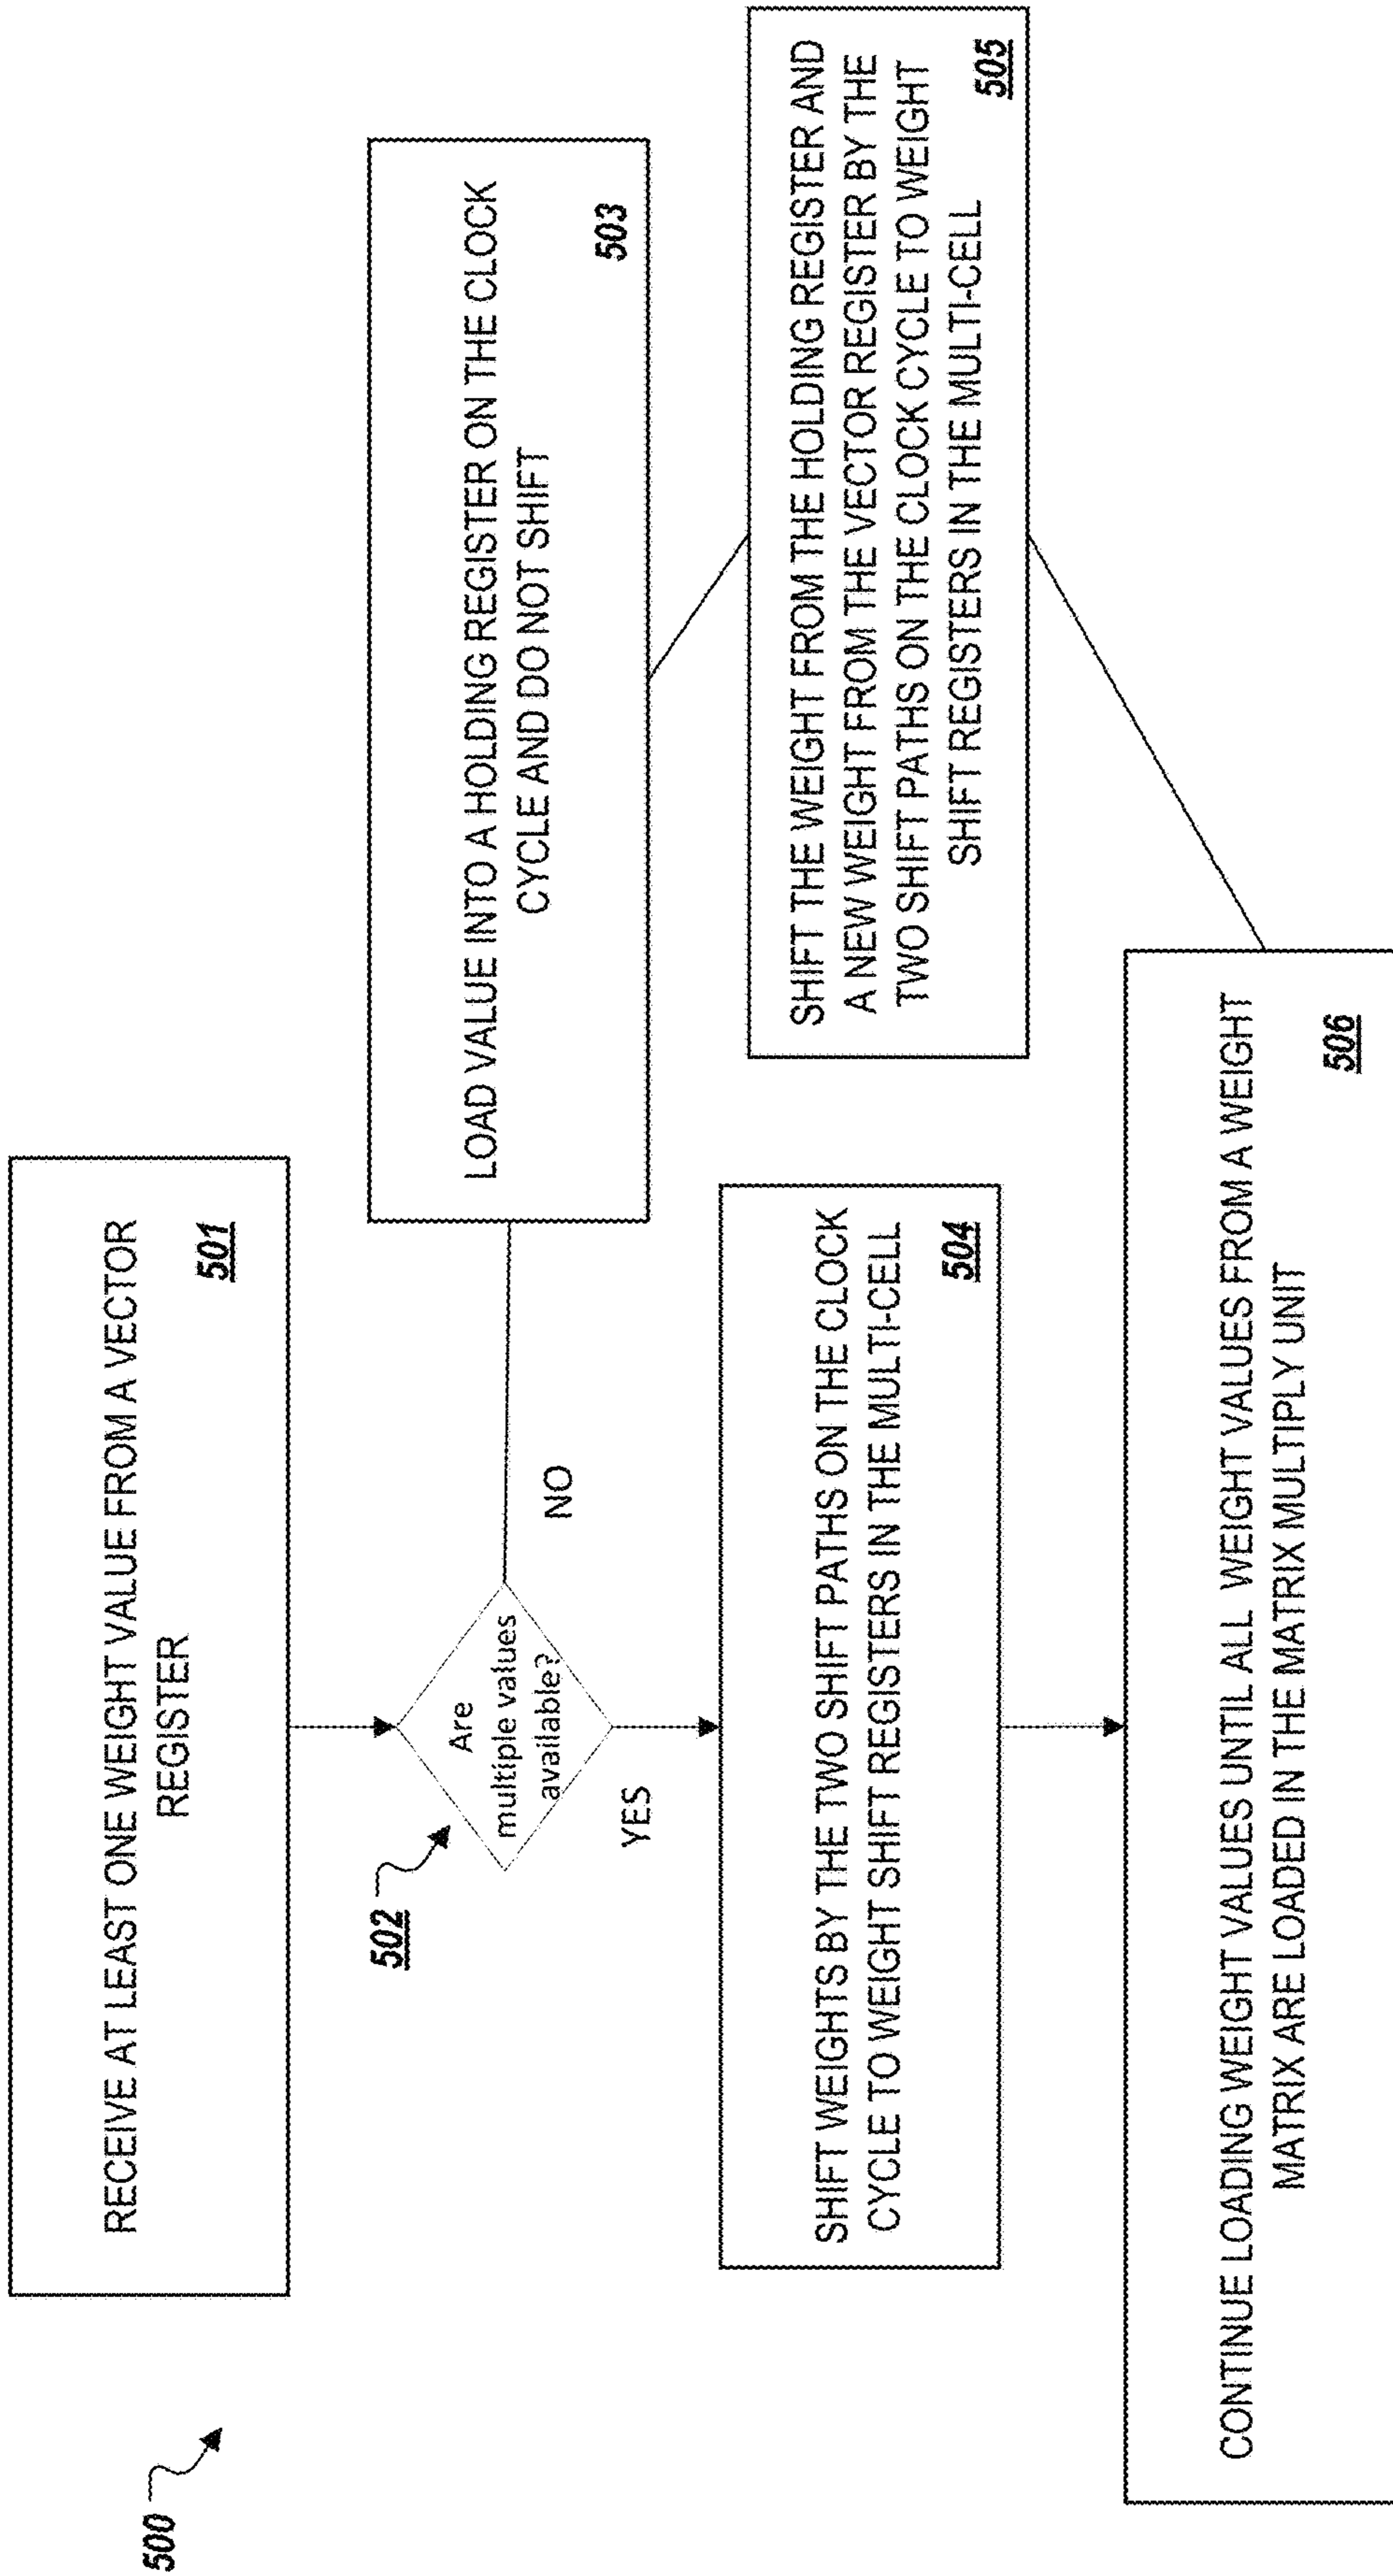 500
RECEIVE AT LEAST ONE WEIGHT VALUE FROM A VECTOR
REGISTER
501
502
Are
multiple values
available?
NO
YES
LOAD VALUE INTO A HOLDING REGISTER ON THE CLOCK
CYCLE AND DO NOT SHIFT
503
SHIFT WEIGHTS BY THE TWO SHIFT PATHS ON THE CLOCK
CYCLE TO WEIGHT SHIFT REGISTERS IN THE MULTI-CELL
504
SHIFT THE WEIGHT FROM THE HOLDING REGISTER AND
A NEW WEIGHT FROM THE VECTOR REGISTER BY THE
TWO SHIFT PATHS ON THE CLOCK CYCLE TO WEIGHT
SHIFT REGISTERS IN THE MULTI-CELL
505
CONTINUE LOADING WEIGHT VALUES UNTIL ALL WEIGHT VALUES FROM A WEIGHT
MATRIX ARE LOADED IN THE MATRIX MULTIPLY UNIT
506